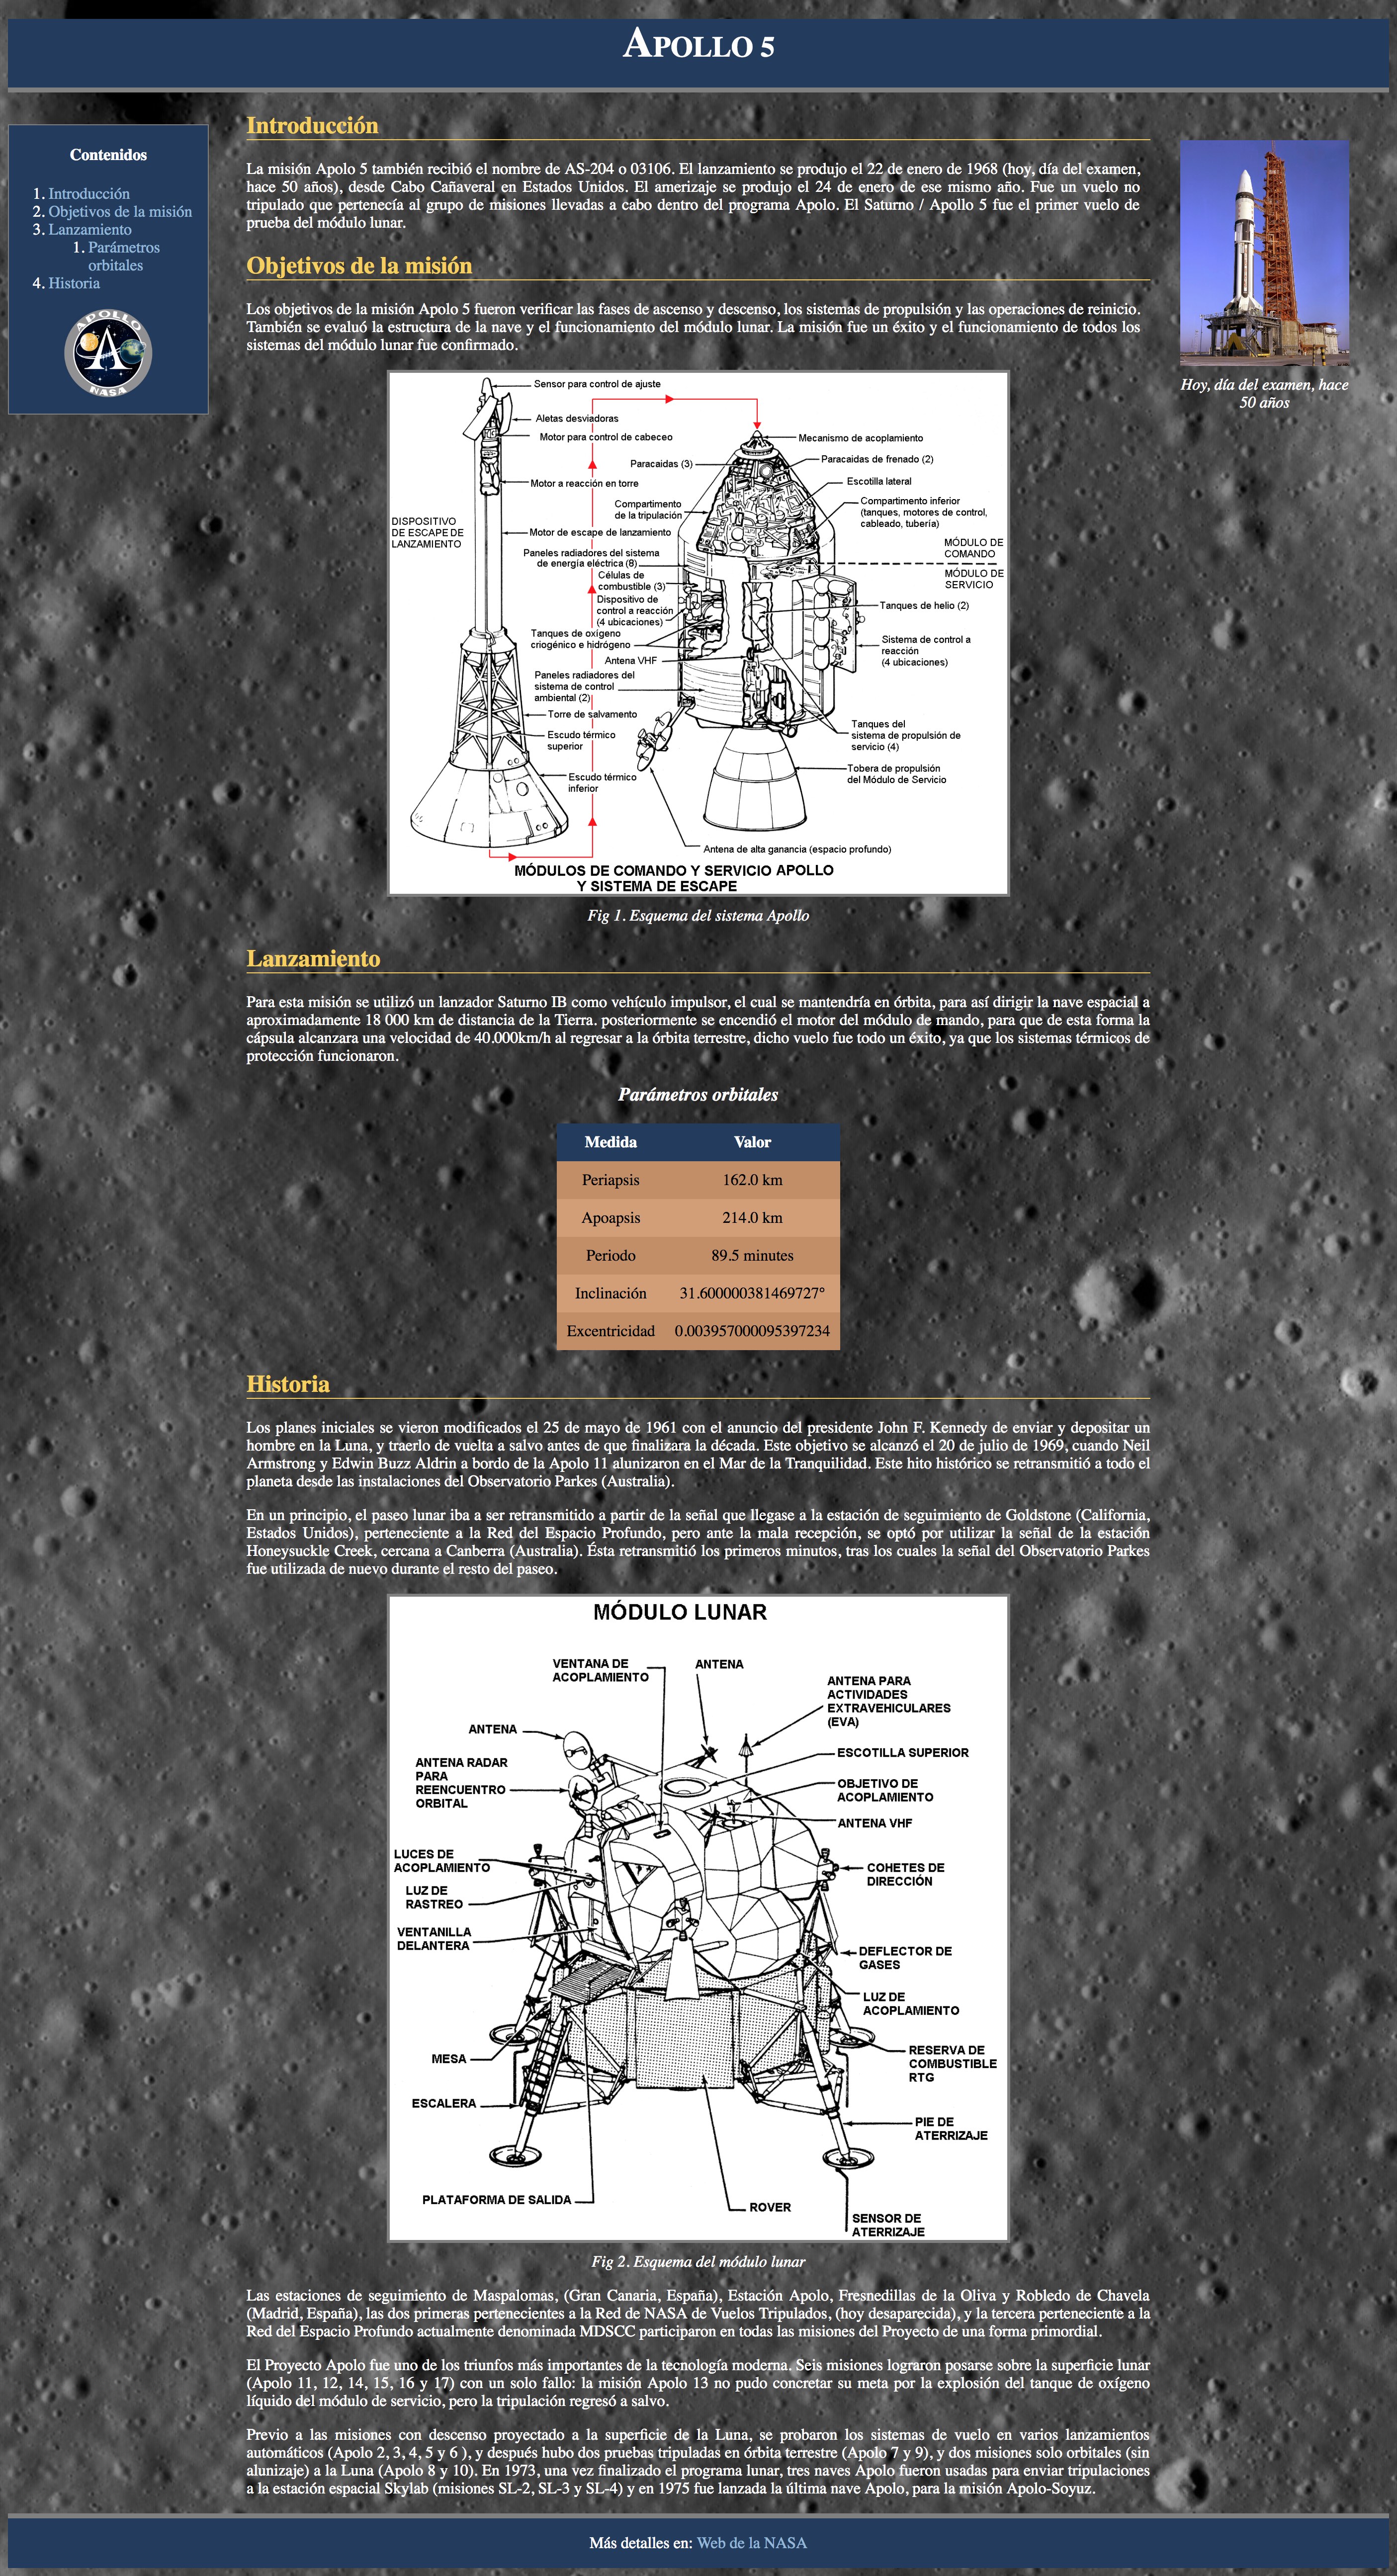 Apollo 5
Contenidos
1. Introducción
2. Objetivos de la misión
3. Lanzamiento
1. Parámetros
orbitales
4. Historia
APOLLO
NASA
Introducción
La misión Apolo 5 también recibió el nombre de AS-204 o 03106. El lanzamiento se produjo el 22 de enero de 1968 (hoy, día del examen,
hace 50 años), desde Cabo Cañaveral en Estados Unidos. El amerizaje se produjo el 24 de enero de ese mismo año. Fue un vuelo no
tripulado que pertenecía al grupo de misiones llevadas a cabo dentro del programa Apolo. El Saturno / Apollo 5 fue el primer vuelo de
prueba del módulo lunar.
Hoy, día del examen, hace
50 años
Objetivos de la misión
Los objetivos de la misión Apolo 5 fueron verificar las fases de ascenso y descenso, los sistemas de propulsión y las operaciones de reinicio.
También se evaluó la estructura de la nave y el funcionamiento del módulo lunar. La misión fue un éxito y el funcionamiento de todos los
sistemas del módulo lunar fue confirmado.
Sensor para control de ajuste
Aletas desviadoras
Motor para control de cabeceo
Motor a reacción en torre
DISPOSITIVO
DE ESCAPE DE
LANZAMIENTO
Motor de escape de lanzamiento
Mecanismo de acoplamiento
Paracaidas (3)
Paracaidas de frenado (2)
Escotilla lateral
Compartimento
de la tripulación
Compartimento inferior
(tanques, motores de control,
cableado, tubería)
MÓDULO DE
COMANDO
MÓDULO DE
SERVICIO
Paneles radiadores del sistema
de energía eléctrica (8)
Células de
combustible (3)
Dispositivo de
control a reacción
(4 ubicaciones)
Tanques de oxígeno
criogénico e hidrógeno
Antena VHF
Paneles radiadores del
sistema de control
ambiental (2)
Tanques de helio (2)
Sistema de control a
reacción
(4 ubicaciones)
Torre de salvamento
Escudo térmico
superior
Escudo térmico
inferior
Tanques del
sistema de propulsión de
servicio (4)
Tobera de propulsión
del Módulo de Servicio
Antena de alta ganancia (espacio profundo)
MÓDULOS DE COMANDO Y SERVICIO APOLLO
Y SISTEMA DE ESCAPE
Fig 1. Esquema del sistema Apollo
Lanzamiento
Para esta misión se utilizó un lanzador Saturno IB como vehículo impulsor, el cual se mantendría en órbita, para así dirigir la nave espacial a
aproximadamente 18 000 km de distancia de la Tierra. posteriormente se encendió el motor del módulo de mando, para que de esta forma la
cápsula alcanzara una velocidad de 40.000km/h al regresar a la órbita terrestre, dicho vuelo fue todo un éxito, ya que los sistemas térmicos de
protección funcionaron.
Parámetros orbitales
Medida Valor
Periapsis 162.0 km
Apoapsis 214.0 km
Periodo 89.5 minutes
Inclinación 31.600000381469727°
Excentricidad 0.003957000095397234
Historia
Los planes iniciales se vieron modificados el 25 de mayo de 1961 con el anuncio del presidente John F. Kennedy de enviar y depositar un
hombre en la Luna, y traerlo de vuelta a salvo antes de que finalizara la década. Este objetivo se alcanzó el 20 de julio de 1969, cuando Neil
Armstrong y Edwin Buzz Aldrin a bordo de la Apolo 11 alunizaron en el Mar de la Tranquilidad. Este hito histórico se retransmitió a todo el
planeta desde las instalaciones del Observatorio Parkes (Australia).
En un principio, el paseo lunar iba a ser retransmitido a partir de la señal que llegase a la estación de seguimiento de Goldstone (California,
Estados Unidos), perteneciente a la Red del Espacio Profundo, pero ante la mala recepción, se optó por utilizar la señal de la estación
Honeysuckle Creek, cercana a Canberra (Australia). Ésta retransmitió los primeros minutos, tras los cuales la señal del Observatorio Parkes
fue utilizada de nuevo durante el resto del paseo.
MÓDULO LUNAR
VENTANA DE
ACOPLAMIENTO
ANTENA
ANTENA PARA
ACTIVIDADES
EXTRAVEHICULARES
(EVA)
ANTENA
ANTENA RADAR
PARA
REENCUENTRO
ORBITAL
ESCOTILLA SUPERIOR
OBJETIVO DE
ACOPLAMIENTO
ANTENA VHF
LUCES DE
ACOPLAMIENTO
LUZ DE
RASTREO
VENTANILLA
DELANTERA
COHETES DE
DIRECCIÓN
DEFLECTOR DE
GASES
LUZ DE
ACOPLAMIENTO
RESERVA DE
COMBUSTIBLE
RTG
MESA
ESCALERA
PIE DE
ATERRIZAJE
PLATAFORMA DE SALIDA
ROVER
SENSOR DE
ATERRIZAJE
Fig 2. Esquema del módulo lunar
Las estaciones de seguimiento de Maspalomas, (Gran Canaria, España), Estación Apolo, Fresnedillas de la Oliva y Robledo de Chavela
(Madrid, España), las dos primeras pertenecientes a la Red de NASA de Vuelos Tripulados, (hoy desaparecida), y la tercera perteneciente a la
Red del Espacio Profundo actualmente denominada MDSCC participaron en todas las misiones del Proyecto de una forma primordial.
El Proyecto Apolo fue uno de los triunfos más importantes de la tecnología moderna. Seis misiones lograron posarse sobre la superficie lunar
(Apolo 11, 12, 14, 15, 16 y 17) con un solo fallo: la misión Apolo 13 no pudo concretar su meta por la explosión del tanque de oxígeno
líquido del módulo de servicio, pero la tripulación regresó a salvo.
Previo a las misiones con descenso proyectado a la superficie de la Luna, se probaron los sistemas de vuelo en varios lanzamientos
automáticos (Apolo 2, 3, 4, 5 y 6 ), y después hubo dos pruebas tripuladas en órbita terrestre (Apolo 7 y 9), y dos misiones solo orbitales (sin
alunizaje) a la Luna (Apolo 8 y 10). En 1973, una vez finalizado el programa lunar, tres naves Apolo fueron usadas para enviar tripulaciones
a la estación espacial Skylab (misiones SL-2, SL-3 y SL-4) y en 1975 fue lanzada la última nave Apolo, para la misión Apolo-Soyuz.
Más detalles en: Web de la NASA